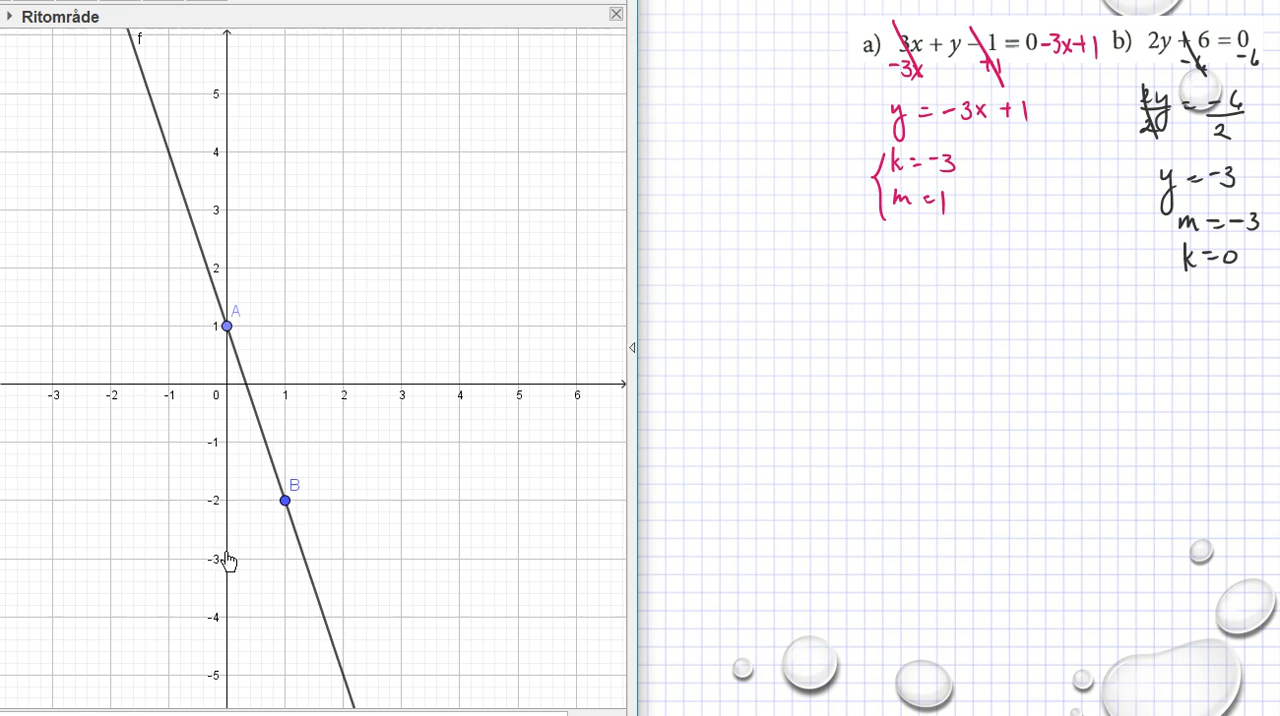 Ritområde
f
5
4
3
2
1
0
-1
-2
-3
-4
-5
-3 -2 -1 1 2 3 4 5 6
A
B
a) 3x + y − 1 = 0 -3x+1
-3x +1
y = -3x + 1
k = -3
m = 1
b) 2y + 6 = 0
-6 -6
2y/2 = -6/2
y = -3
m = -3
k = 0